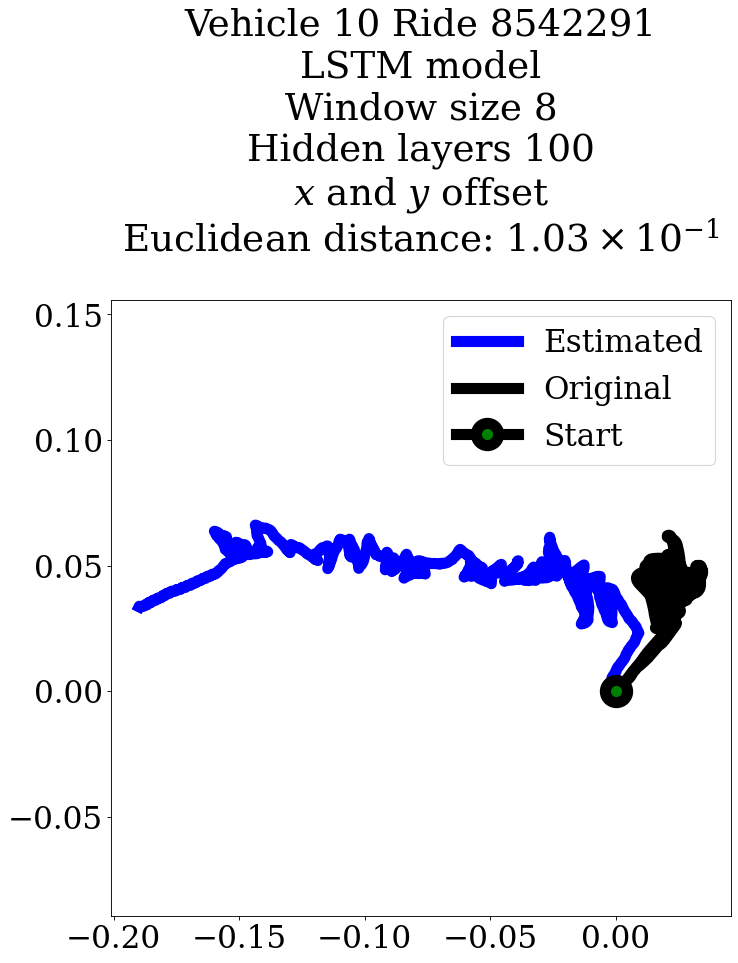 Vehicle 10 Ride 8542291
LSTM model
Window size 8
Hidden layers 100
x and y offset
Euclidean distance: 1.03 × 10⁻¹
Estimated
Original
Start
0.15
0.10
0.05
0.00
−0.05
−0.20 −0.15 −0.10 −0.05 0.00